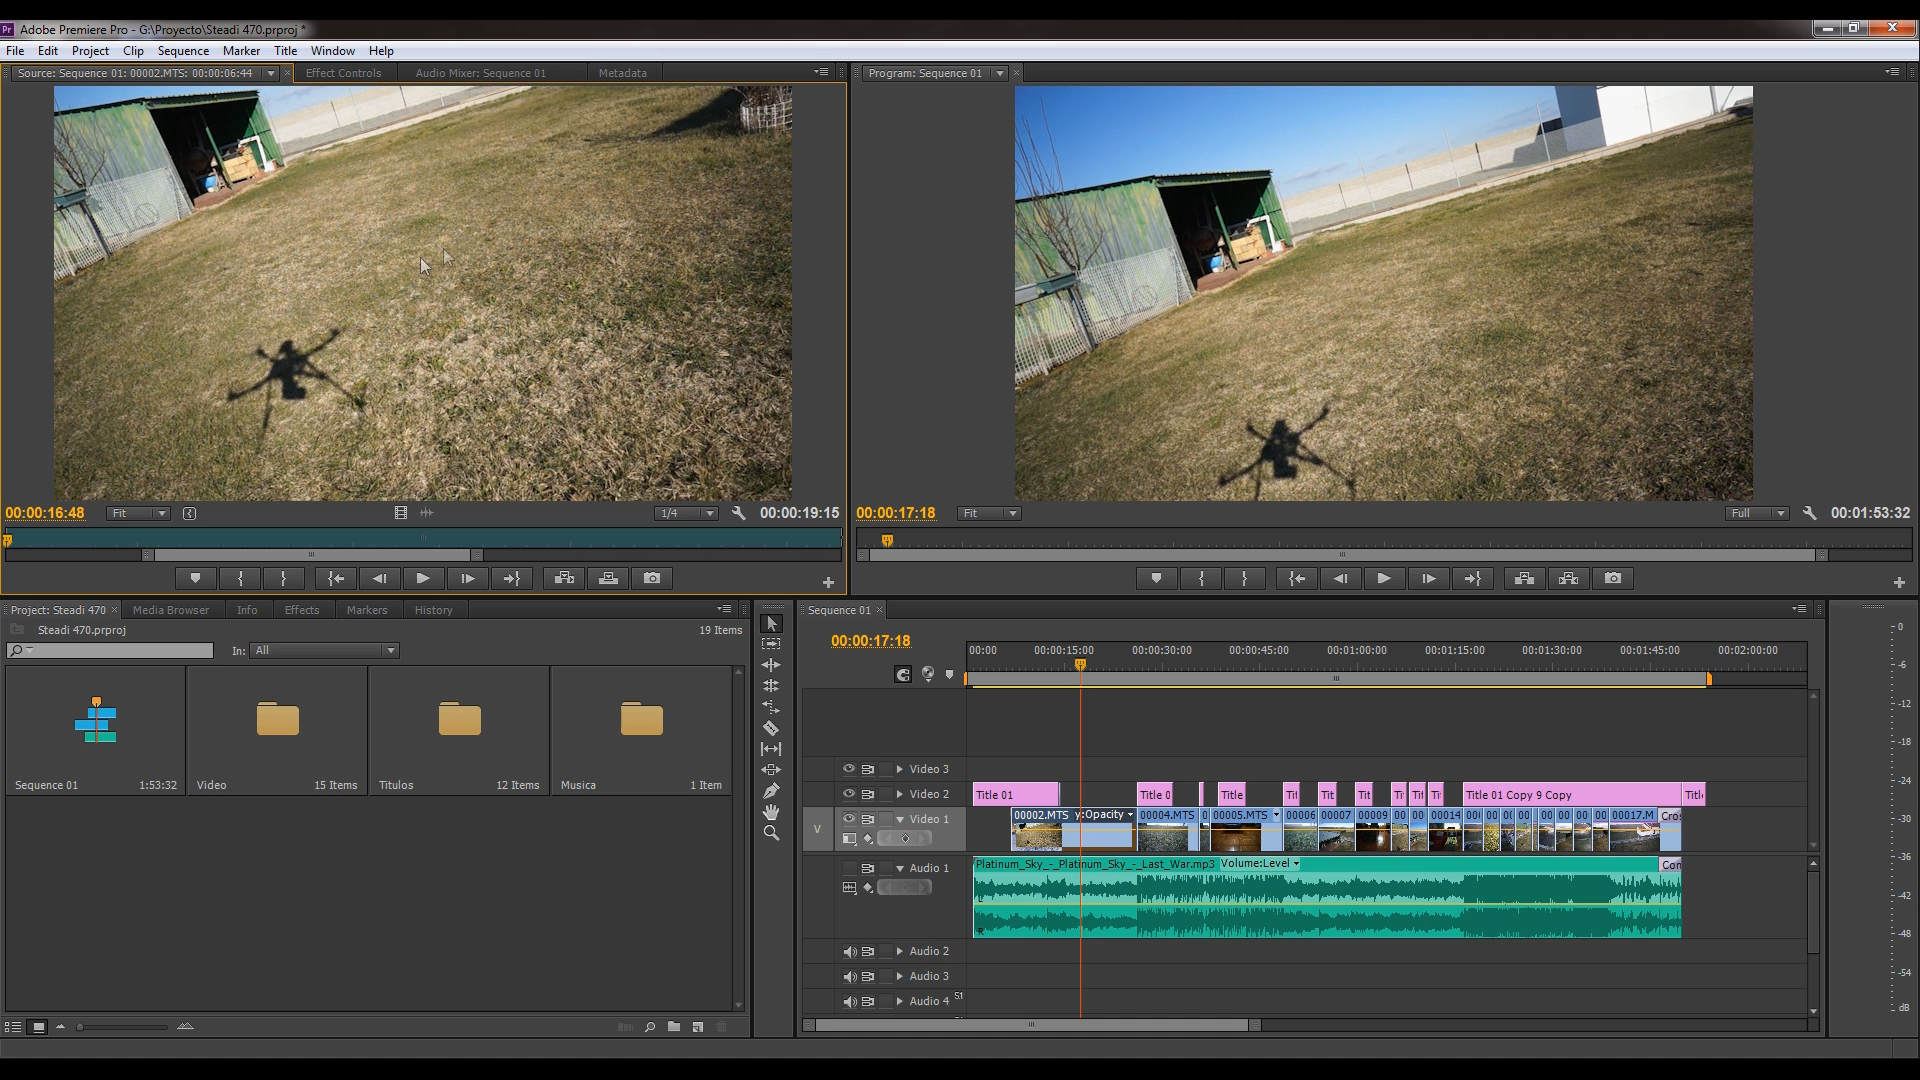 Pr Adobe Premiere Pro - G:\Proyecto\Steadi 470.prproj *
File Edit Project Clip Sequence Marker Title Window Help
Source: Sequence 01: 00002.MTS: 00:00:06:44 Effect Controls Audio Mixer: Sequence 01 Metadata
Program: Sequence 01
00:00:16:48 Fit 1/4 00:00:19:15
00:00:17:18 Fit Full 00:01:53:32
Project: Steadi 470 Media Browser Info Effects Markers History
Steadi 470.prproj 19 Items
In: All
Sequence 01 1:53:32 Video 15 Items Titulos 12 Items Musica 1 Item
Sequence 01
00:00:17:18
00:00 00:00:15:00 00:00:30:00 00:00:45:00 00:01:00:00 00:01:15:00 00:01:30:00 00:01:45:00 00:02:00:00
Video 3
Video 2 Title 01 Title 0 Title Tit Tit Tit Title 01 Copy 9 Copy
V Video 1 00002.MTS y:Opacity 00004.MTS 0 00005.MTS 00006 00007 00009 00 00 00014 00 00 00 00 00 00 00017.M Cros
Audio 1 Platinum_Sky_-_Platinum_Sky_-_Last_War.mp3 Volume:Level Con
L
R
Audio 2
Audio 3
Audio 4 5.1
0
-6
-12
-18
-24
-30
-36
-42
-48
-54
dB